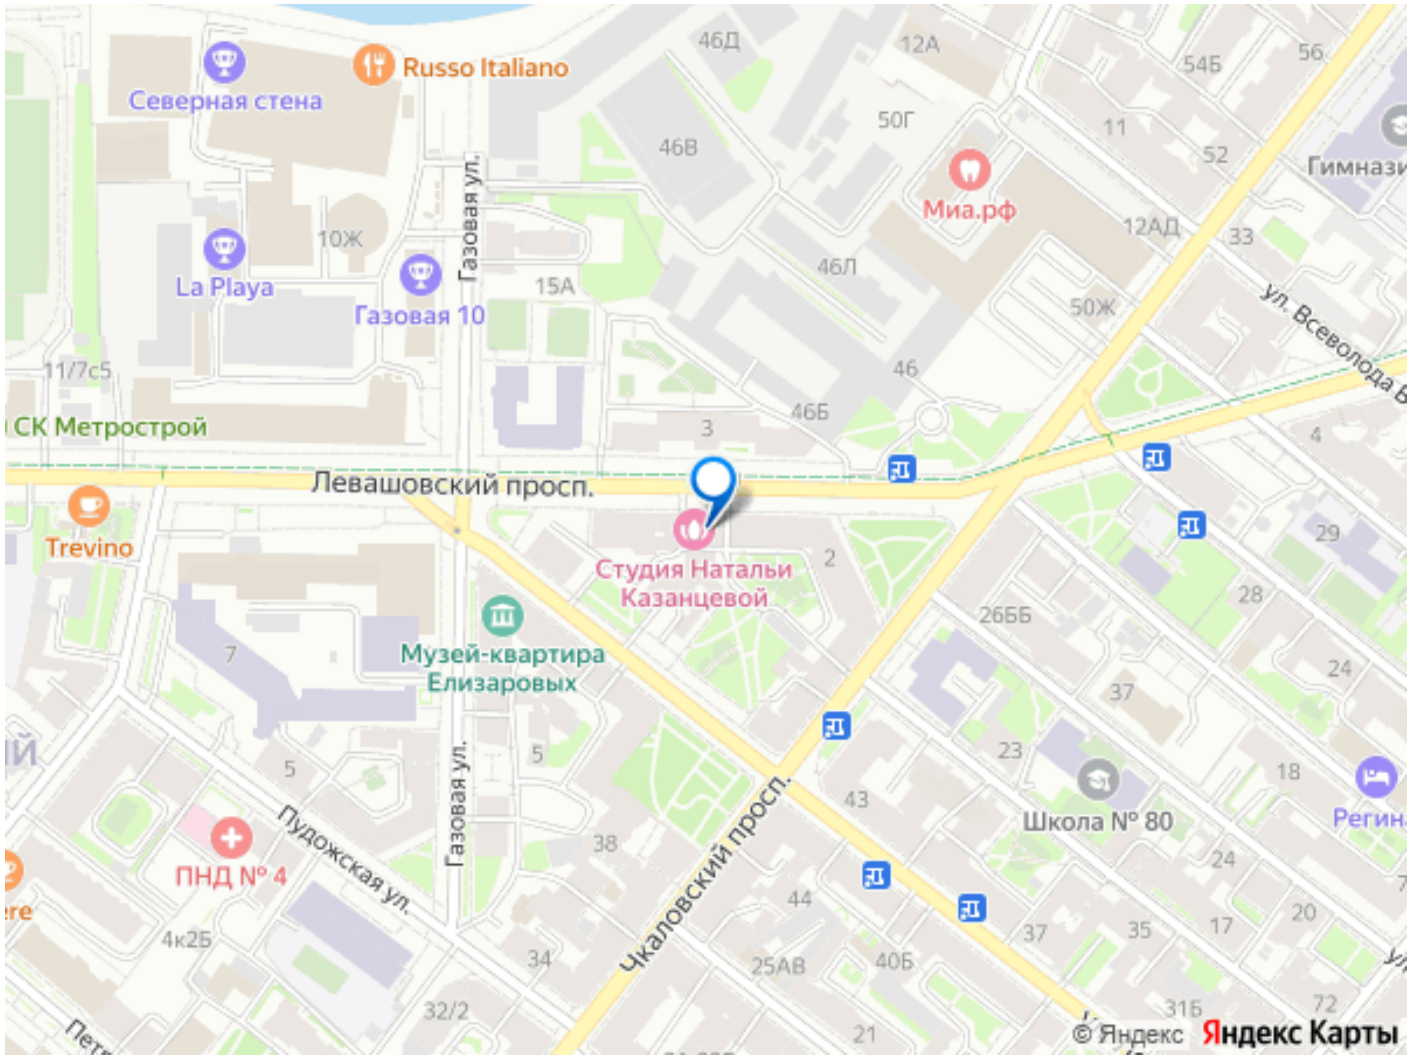 46Д
12А
56
54Б
Russo Italiano
Северная стена
50Г
11
46В
52
Гимнази
Газовая ул.
Миа.рф
12АД
33
10Ж
46Л
La Playa
15А
Газовая 10
50Ж
ул. Всеволода В
11/7с5
46
46Б
СК Метрострой
3
4
Левашовский просп.
Trevino
29
2
Студия Натальи
Казанцевой
28
26ББ
Музей-квартира
Елизаровых
7
24
37
ИЙ
5
5
23
18
Газовая ул.
Чкаловский просп.
43
Школа № 80
Регин
Пудожская ул.
38
24
ПНД № 4
44
20
17
35
37
4к2Б
34
25АВ
40Б
ул
32/2
31Б
72
21
Пет
© Яндекс Яндекс Карты